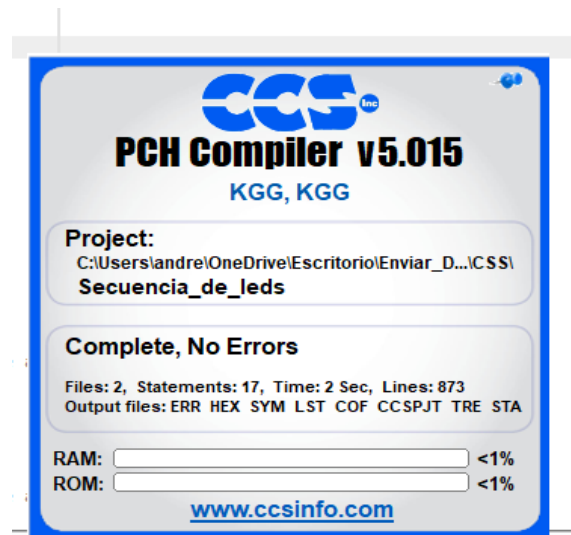 CCS Inc
PCH Compiler v5.015
KGG, KGG
Project:
C:\Users\andre\OneDrive\Escritorio\Enviar_D...\CSS\
Secuencia_de_leds
Complete, No Errors
Files: 2, Statements: 17, Time: 2 Sec, Lines: 873
Output files: ERR HEX SYM LST COF CCSPJT TRE STA
RAM: <1%
ROM: <1%
www.ccsinfo.com